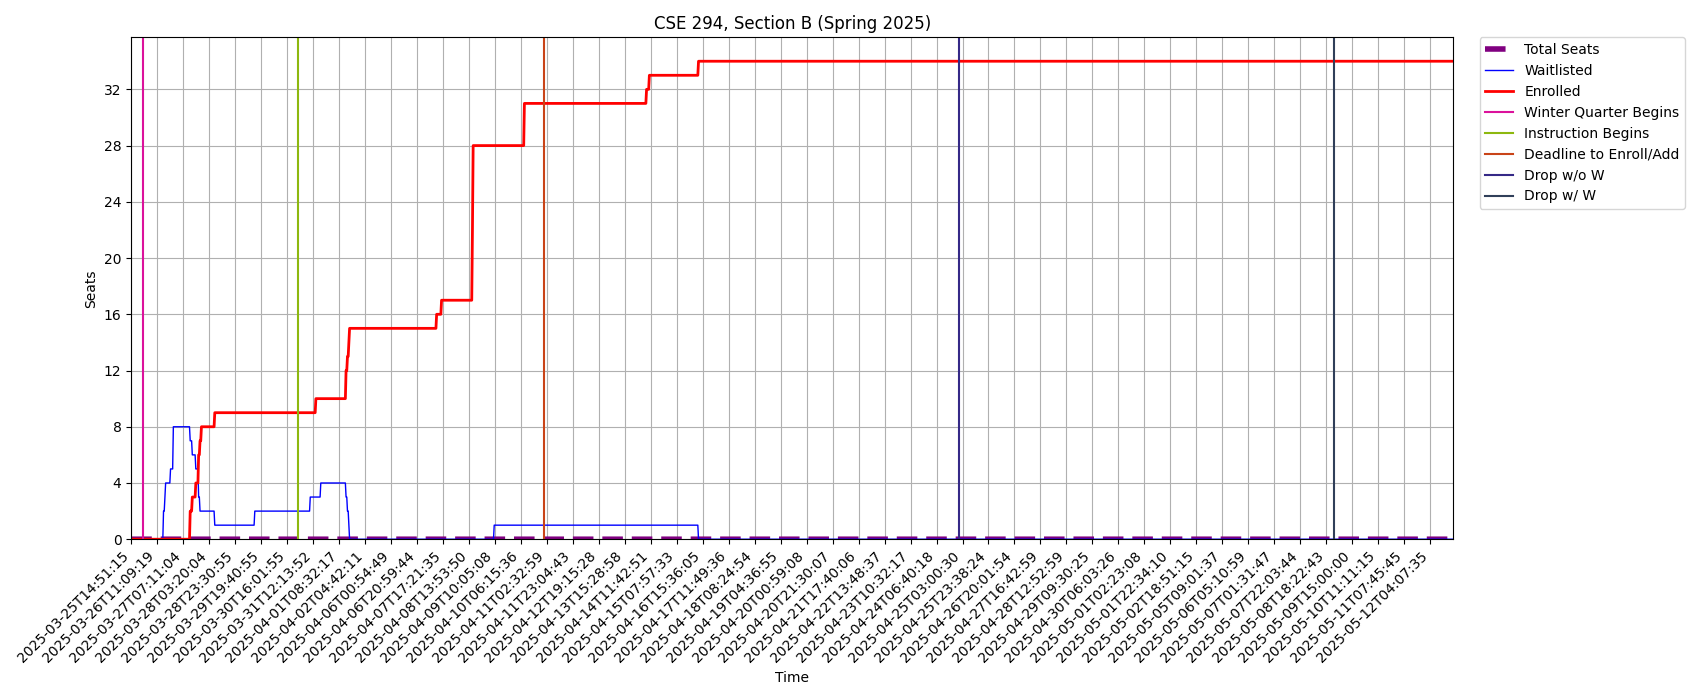 CSE 294, Section B (Spring 2025)
Total Seats
Waitlisted
Enrolled
Winter Quarter Begins
Instruction Begins
Deadline to Enroll/Add
Drop w/o W
Drop w/ W
Seats
32
28
24
20
16
12
8
4
0
2025-03-25T14:51:15
2025-03-26T11:09:19
2025-03-27T07:11:04
2025-03-28T03:20:04
2025-03-28T23:30:55
2025-03-29T19:40:55
2025-03-30T16:01:55
2025-03-31T12:13:52
2025-04-01T08:32:17
2025-04-02T04:42:11
2025-04-06T00:54:49
2025-04-06T20:59:44
2025-04-07T17:21:35
2025-04-08T13:53:50
2025-04-09T10:05:08
2025-04-10T06:15:36
2025-04-11T02:32:59
2025-04-11T23:04:43
2025-04-12T19:15:28
2025-04-13T15:28:58
2025-04-14T11:42:51
2025-04-15T07:57:33
2025-04-16T15:36:05
2025-04-17T11:49:36
2025-04-18T08:24:54
2025-04-19T04:36:55
2025-04-20T00:59:08
2025-04-20T21:30:07
2025-04-21T17:40:06
2025-04-22T13:48:37
2025-04-23T10:32:17
2025-04-24T06:40:18
2025-04-25T03:00:30
2025-04-25T23:38:24
2025-04-26T20:01:54
2025-04-27T16:42:59
2025-04-28T12:52:59
2025-04-29T09:30:25
2025-04-30T06:03:26
2025-05-01T02:23:08
2025-05-01T22:34:10
2025-05-02T18:51:15
2025-05-05T09:01:37
2025-05-06T05:10:59
2025-05-07T01:31:47
2025-05-07T22:03:44
2025-05-08T18:22:43
2025-05-09T15:00:00
2025-05-10T11:11:15
2025-05-11T07:45:45
2025-05-12T04:07:35
Time